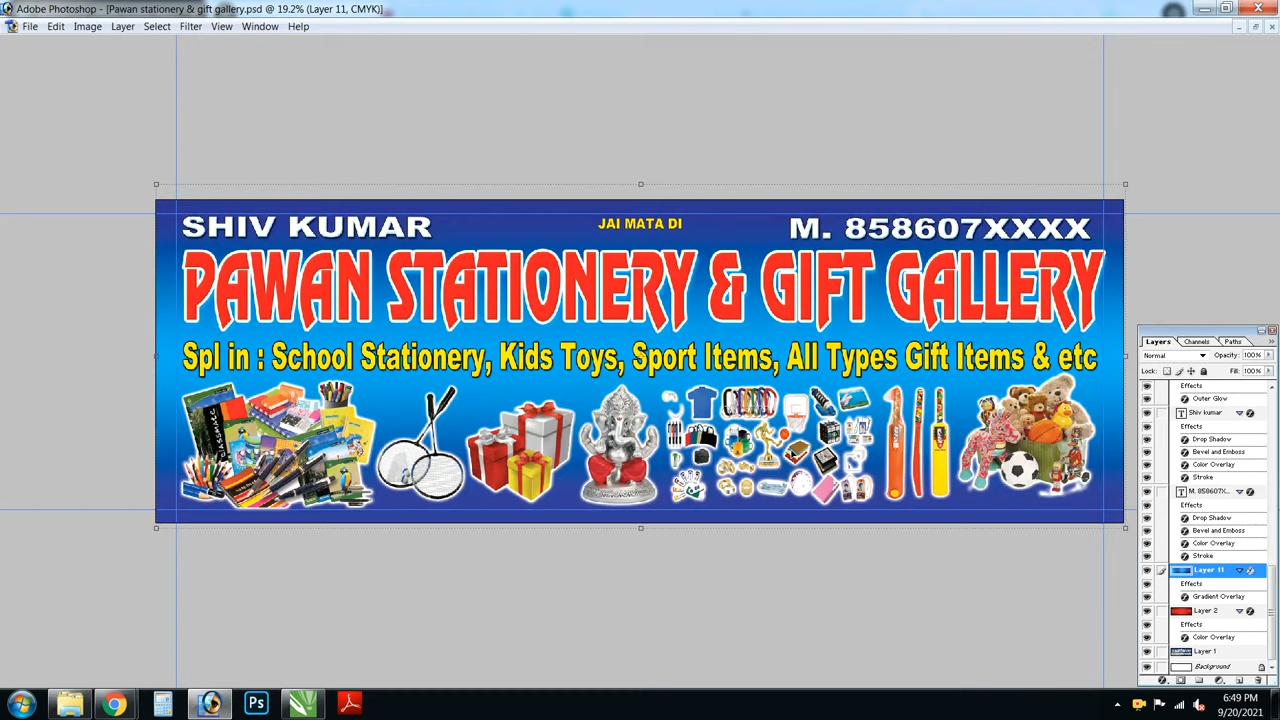 Adobe Photoshop - [Pawan stationery & gift gallery.psd @ 19.2% (Layer 11, CMYK)]
File Edit Image Layer Select Filter View Window Help
SHIV KUMAR
JAI MATA DI
M. 858607XXXX
PAWAN STATIONERY & GIFT GALLERY
Spl in : School Stationery, Kids Toys, Sport Items, All Types Gift Items & etc
CLASSMATE
Layers Channels Paths
Normal Opacity: 100%
Lock: Fill: 100%
Effects
Outer Glow
T Shiv kumar
Effects
Drop Shadow
Bevel and Emboss
Color Overlay
Stroke
T M. 858607X...
Effects
Drop Shadow
Bevel and Emboss
Color Overlay
Stroke
Layer 11
Effects
Gradient Overlay
Layer 2
Effects
Color Overlay
Layer 1
Background
Ps
6:49 PM
9/20/2021